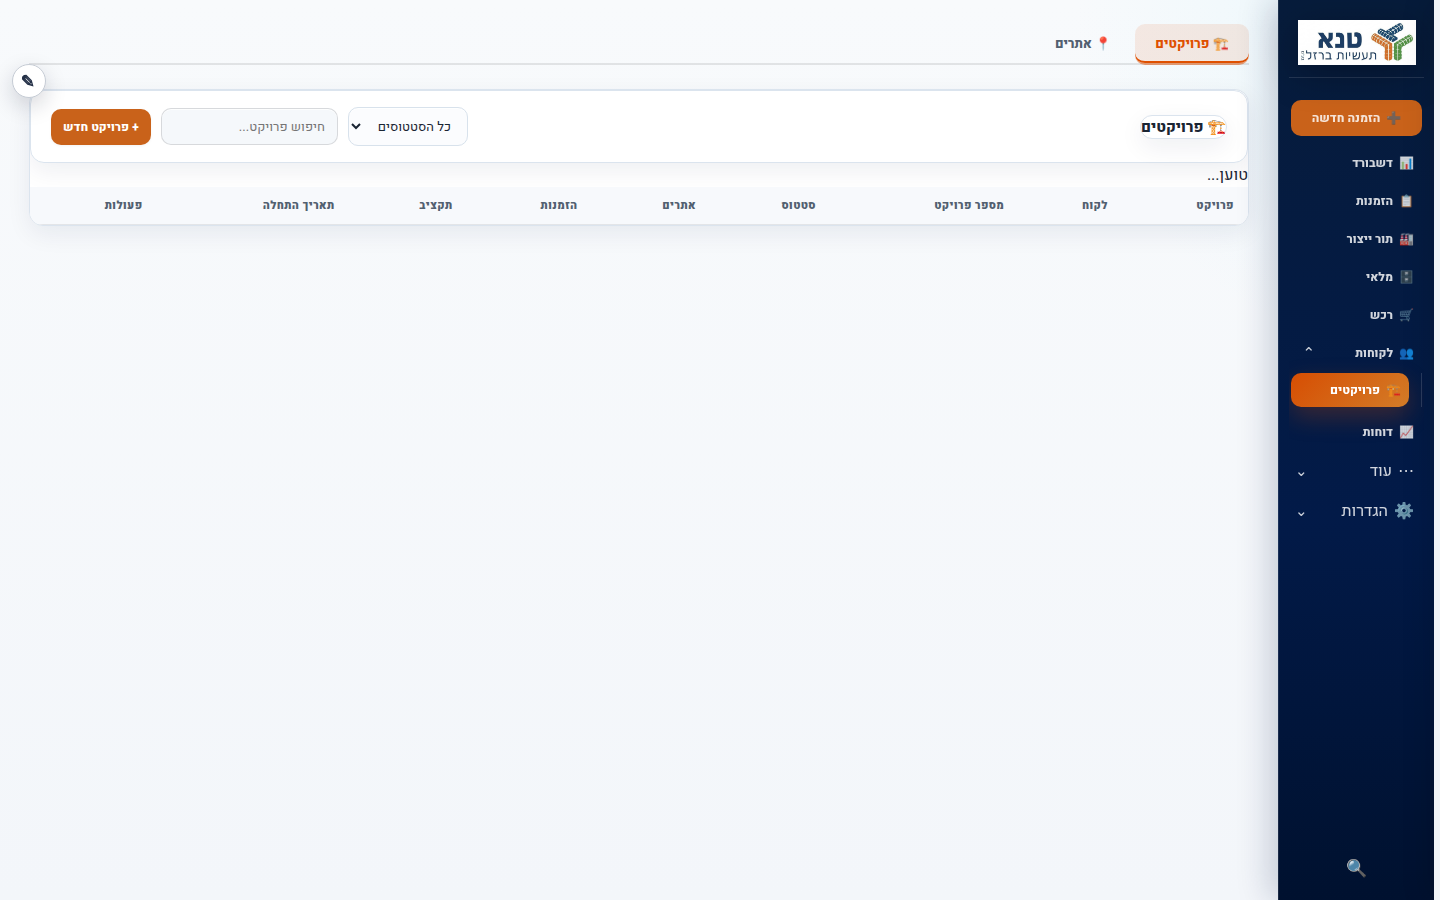 טנא
תעשיות ברזל
➕ הזמנה חדשה
📊 דשבורד
📋 הזמנות
🏭 תור ייצור
🗄️ מלאי
🛒 רכש
👥 לקוחות
🏗️ פרויקטים
📈 דוחות
⋯ עוד
⚙️ הגדרות
🏗️ פרויקטים
📍 אתרים
🏗️ פרויקטים
כל הסטטוסים
חיפוש פרויקט...
+ פרויקט חדש
טוען...
פרויקט לקוח מספר פרויקט סטטוס אתרים הזמנות תקציב תאריך התחלה פעולות